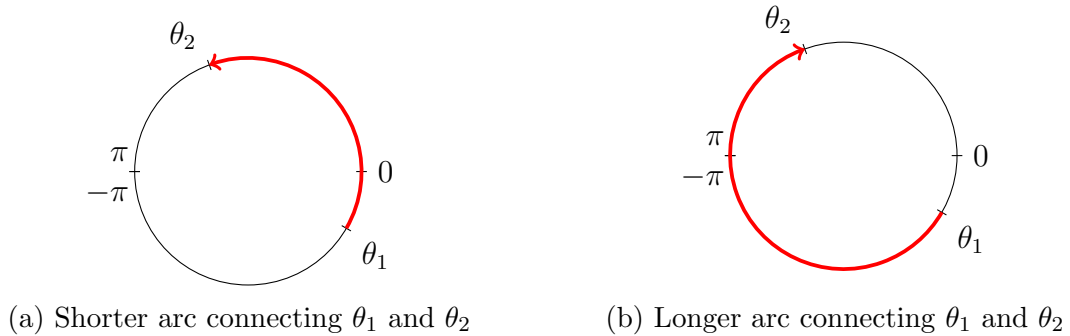 θ₂
π
−π
0
θ₁
(a) Shorter arc connecting θ₁ and θ₂
θ₂
π
−π
0
θ₁
(b) Longer arc connecting θ₁ and θ₂